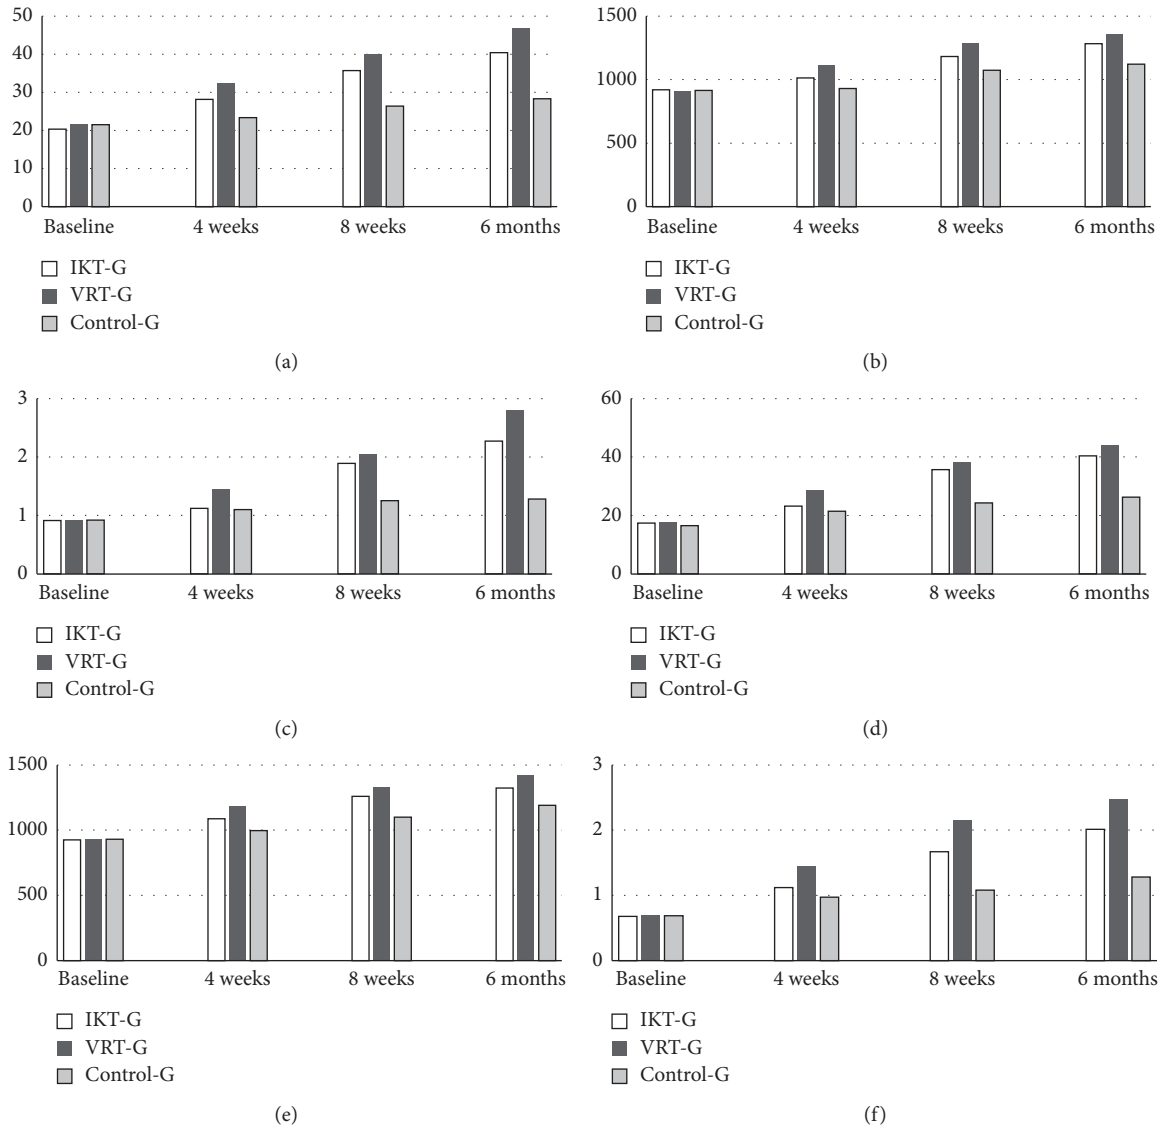 50
40
30
20
10
0
Baseline 4 weeks 8 weeks 6 months
IKT-G
VRT-G
Control-G
(a)
1500
1000
500
0
Baseline 4 weeks 8 weeks 6 months
IKT-G
VRT-G
Control-G
(b)
3
2
1
0
Baseline 4 weeks 8 weeks 6 months
IKT-G
VRT-G
Control-G
(c)
60
40
20
0
Baseline 4 weeks 8 weeks 6 months
IKT-G
VRT-G
Control-G
(d)
1500
1000
500
0
Baseline 4 weeks 8 weeks 6 months
IKT-G
VRT-G
Control-G
(e)
3
2
1
0
Baseline 4 weeks 8 weeks 6 months
IKT-G
VRT-G
Control-G
(f)